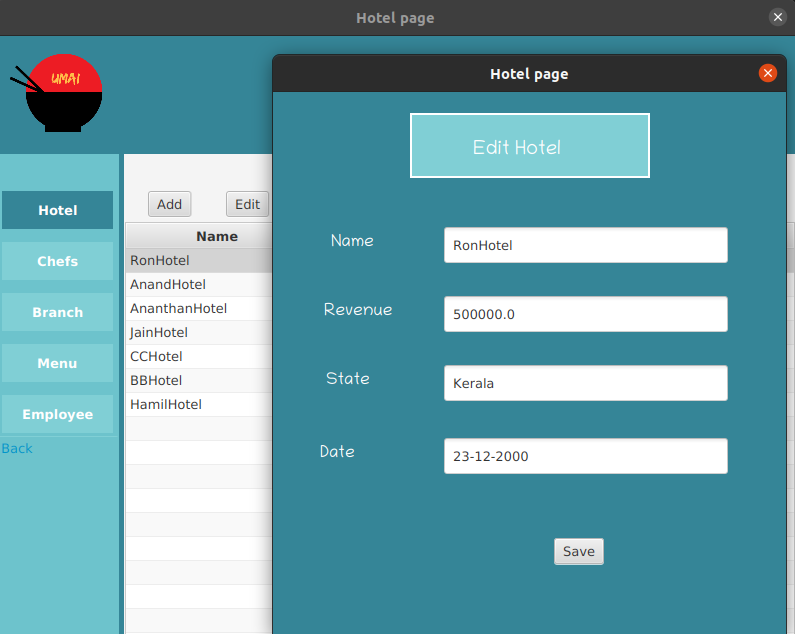 Hotel page
UMAI
Hotel page
Edit Hotel
Hotel
Chefs
Branch
Menu
Employee
Back
Add Edit
Name
RonHotel
AnandHotel
AnanthanHotel
JainHotel
CCHotel
BBHotel
HamilHotel
Name RonHotel
Revenue 500000.0
State Kerala
Date 23-12-2000
Save